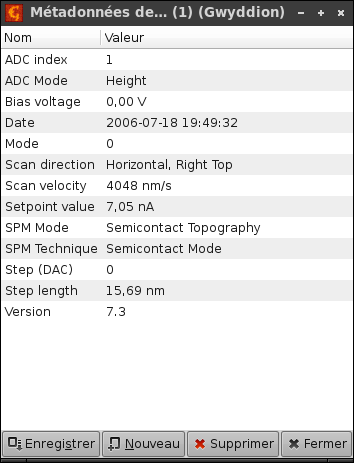 Métadonnées de… (1) (Gwyddion)
Nom Valeur
ADC index 1
ADC Mode Height
Bias voltage 0,00 V
Date 2006-07-18 19:49:32
Mode 0
Scan direction Horizontal, Right Top
Scan velocity 4048 nm/s
Setpoint value 7,05 nA
SPM Mode Semicontact Topography
SPM Technique Semicontact Mode
Step (DAC) 0
Step length 15,69 nm
Version 7.3
Enregistrer Nouveau Supprimer Fermer